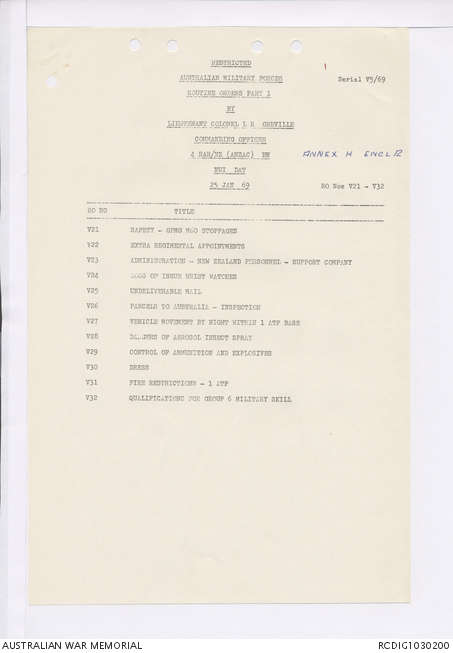 RESTRICTED
1
AUSTRALIAN MILITARY FORCES
Serial V5/69
ROUTINE ORDERS PART 1
BY
LIEUTENANT COLONEL L R GREVILLE
COMMANDING OFFICER
4 RAR/NZ (ANZAC) BN
ANNEX H ENCL 12
NUI DAT
25 JAN 69
RO Nos V21 - V32
RO NO TITLE
V21 SAFETY - GPMG M60 STOPPAGES
V22 EXTRA REGIMENTAL APPOINTMENTS
V23 ADMINISTRATION - NEW ZEALAND PERSONNEL - SUPPORT COMPANY
V24 LOSS OF ISSUE WRIST WATCHES
V25 UNDELIVERABLE MAIL
V26 PARCELS TO AUSTRALIA - INSPECTION
V27 VEHICLE MOVEMENT BY NIGHT WITHIN 1 ATF BASE
V28 DANGERS OF AEROSOL INSECT SPRAY
V29 CONTROL OF AMMUNITION AND EXPLOSIVES
V30 DRESS
V31 FIRE RESTRICTIONS - 1 ATF
V32 QUALIFICATIONS FOR GROUP 6 MILITARY SKILL
AUSTRALIAN WAR MEMORIAL
RCDIG1030200